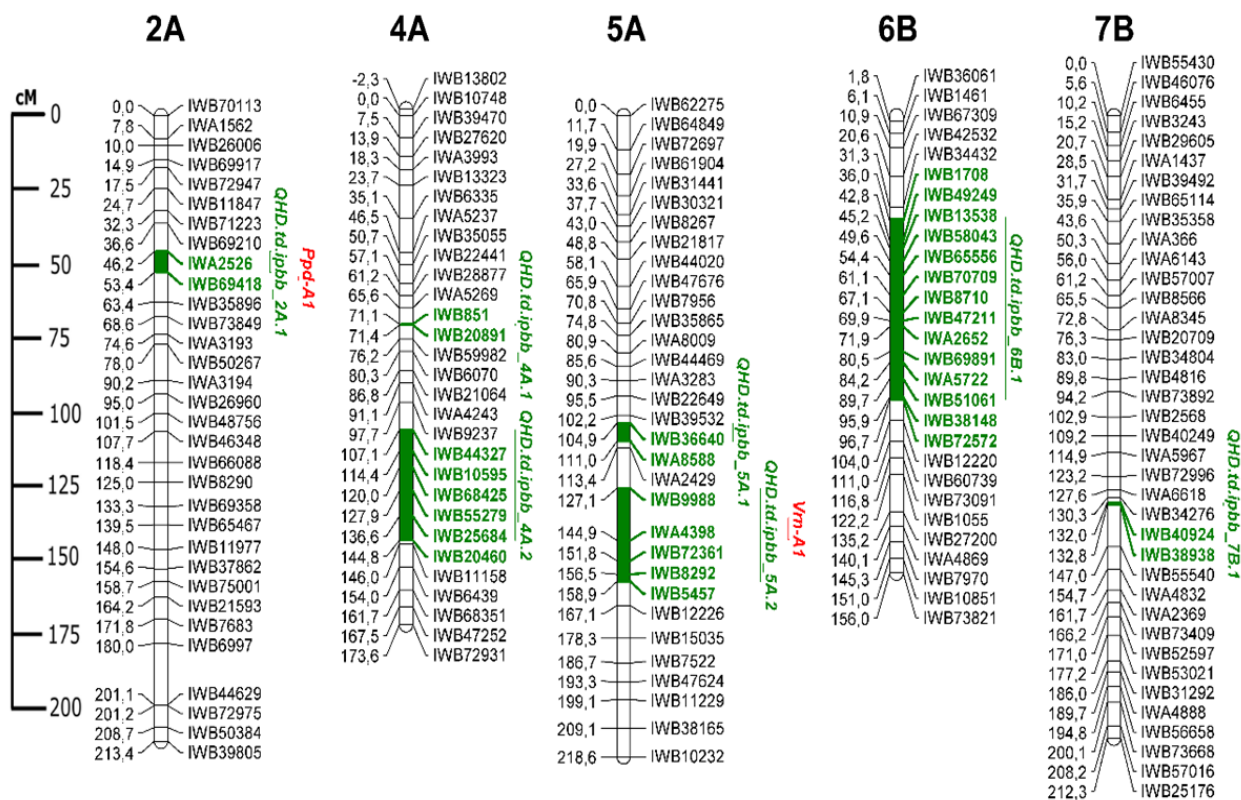 2A 4A 5A 6B 7B
cM
0
25
50
75
100
125
150
175
200
0,0 IWB70113
7,8 IWA1562
10,0 IWB26006
14,9 IWB69917
17,5 IWB72947
24,7 IWB11847
32,3 IWB71223
36,6 IWB69210
46,2 IWA2526
53,4 IWB69418
63,4 IWB35896
68,6 IWB73849
74,6 IWA3193
78,0 IWB50267
90,2 IWA3194
95,0 IWB26960
101,5 IWB48756
107,7 IWB46348
118,4 IWB66088
125,0 IWB8290
133,3 IWB69358
139,5 IWB65467
148,0 IWB11977
154,6 IWB37862
158,7 IWB75001
164,2 IWB21593
171,8 IWB7683
180,0 IWB6997
201,1 IWB44629
201,2 IWB72975
208,7 IWB50384
213,4 IWB39805
QHD.td.ipbb_2A.1
Ppd-A1
-2,3 IWB13802
0,0 IWB10748
7,5 IWB39470
13,9 IWB27620
18,3 IWA3993
23,7 IWB13323
35,1 IWB6335
46,5 IWA5237
50,7 IWB35055
57,1 IWB22441
61,2 IWB28877
65,6 IWA5269
71,1 IWB851
71,4 IWB20891
76,2 IWB59982
80,3 IWB6070
86,8 IWB21064
91,1 IWA4243
97,7 IWB9237
107,1 IWB44327
114,4 IWB10595
120,0 IWB68425
127,9 IWB55279
136,6 IWB25684
144,8 IWB20460
146,0 IWB11158
154,0 IWB6439
161,7 IWB68351
167,5 IWB47252
173,6 IWB72931
QHD.td.ipbb_4A.1
QHD.td.ipbb_4A.2
0,0 IWB62275
11,7 IWB64849
19,9 IWB72697
27,2 IWB61904
33,6 IWB31441
37,7 IWB30321
43,0 IWB8267
48,8 IWB21817
58,1 IWB44020
65,9 IWB47676
70,8 IWB7956
74,8 IWB35865
80,9 IWA8009
85,6 IWB44469
90,3 IWA3283
95,5 IWB22649
102,2 IWB39532
104,9 IWB36640
111,0 IWA8588
113,4 IWA2429
127,1 IWB9988
144,9 IWA4398
151,8 IWB72361
156,5 IWB8292
158,9 IWB5457
167,1 IWB12226
178,3 IWB15035
186,7 IWB7522
193,3 IWB47624
199,1 IWB11229
209,1 IWB38165
218,6 IWB10232
QHD.td.ipbb_5A.1
QHD.td.ipbb_5A.2
Vrn-A1
1,8 IWB36061
6,1 IWB1461
10,9 IWB67309
20,6 IWB42532
31,3 IWB34432
36,0 IWB1708
42,8 IWB49249
45,2 IWB13538
49,6 IWB58043
54,4 IWB65556
61,1 IWB70709
67,1 IWB8710
69,9 IWB47211
71,9 IWA2652
80,5 IWB69891
84,2 IWA5722
89,7 IWB51061
95,9 IWB38148
96,7 IWB72572
104,0 IWB12220
111,0 IWB60739
116,8 IWB73091
122,2 IWB1055
135,2 IWB27200
140,1 IWA4869
145,3 IWB7970
151,0 IWB10851
156,0 IWB73821
QHD.td.ipbb_6B.1
0,0 IWB55430
5,6 IWB46076
10,2 IWB6455
15,2 IWB3243
20,7 IWB29605
28,5 IWA1437
31,7 IWB39492
35,9 IWB65114
43,6 IWB35358
50,3 IWA366
56,0 IWA6143
61,2 IWB57007
65,5 IWB8566
72,8 IWA8345
76,3 IWB20709
83,0 IWB34804
89,8 IWB4816
94,2 IWB73892
102,9 IWB2568
109,2 IWB40249
114,9 IWA5967
123,2 IWB72996
127,6 IWA6618
130,3 IWB34276
132,0 IWB40924
132,8 IWB38938
147,0 IWB55540
154,7 IWA4832
161,7 IWA2369
166,2 IWB73409
171,0 IWB52597
177,2 IWB53021
186,0 IWB31292
189,7 IWA4888
194,8 IWB56658
200,1 IWB73668
208,2 IWB57016
212,3 IWB25176
QHD.td.ipbb_7B.1